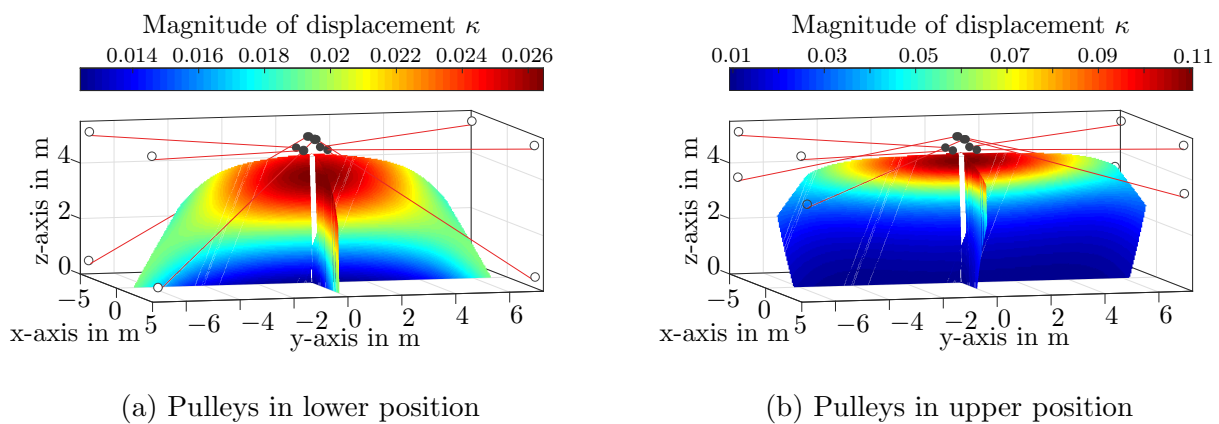 Magnitude of displacement κ
0.014 0.016 0.018 0.02 0.022 0.024 0.026
z-axis in m
4
2
0
−5
0
5
x-axis in m
−6 −4 −2 0 2 4 6
y-axis in m
(a) Pulleys in lower position
Magnitude of displacement κ
0.01 0.03 0.05 0.07 0.09 0.11
z-axis in m
4
2
0
−5
0
5
x-axis in m
−6 −4 −2 0 2 4 6
y-axis in m
(b) Pulleys in upper position